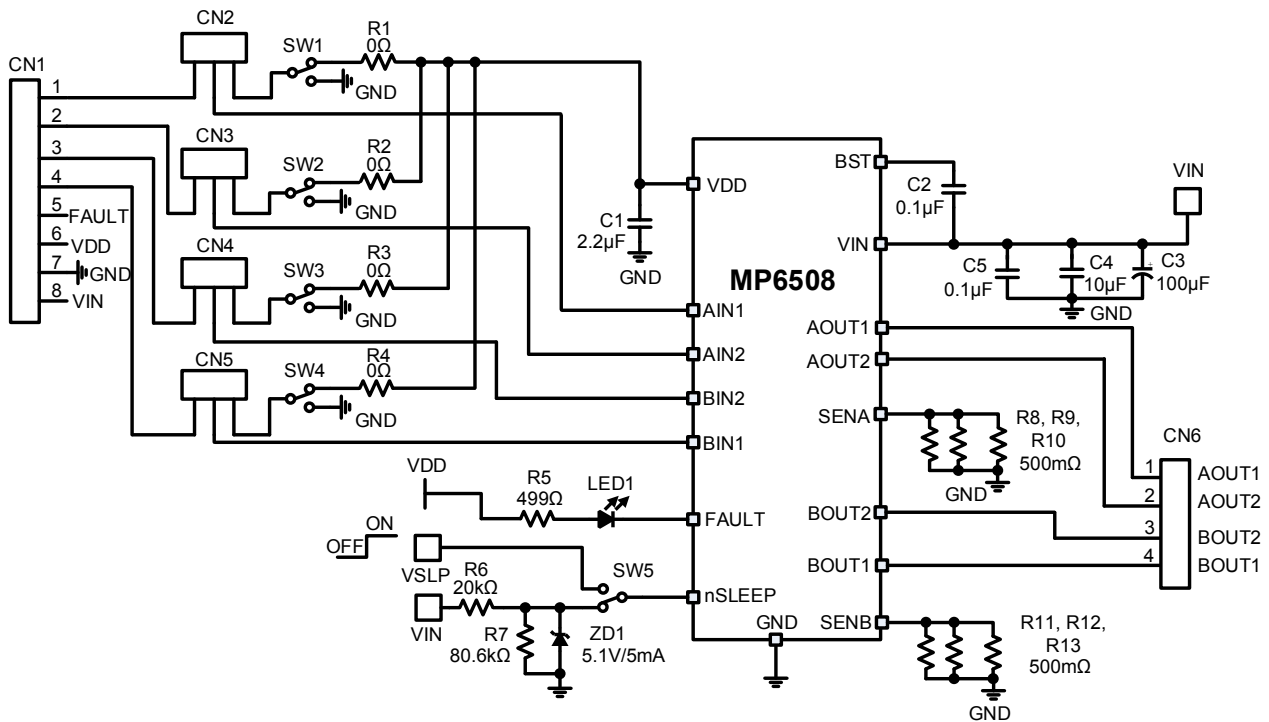 CN1
1
2
3
4
5
FAULT
6
VDD
7
GND
8
VIN
CN2
SW1
R1
0Ω
GND
CN3
SW2
R2
0Ω
GND
CN4
SW3
R3
0Ω
GND
CN5
SW4
R4
0Ω
GND
C1
2.2µF
GND
VDD
R5
499Ω
LED1
OFF
ON
VSLP
SW5
VIN
R6
20kΩ
R7
80.6kΩ
ZD1
5.1V/5mA
MP6508
VDD
AIN1
AIN2
BIN2
BIN1
FAULT
nSLEEP
GND
BST
VIN
AOUT1
AOUT2
SENA
BOUT2
BOUT1
SENB
C2
0.1µF
VIN
C5
0.1µF
C4
10µF
+
C3
100µF
GND
R8, R9,
R10
500mΩ
GND
CN6
1
AOUT1
2
AOUT2
3
BOUT2
4
BOUT1
R11, R12,
R13
500mΩ
GND